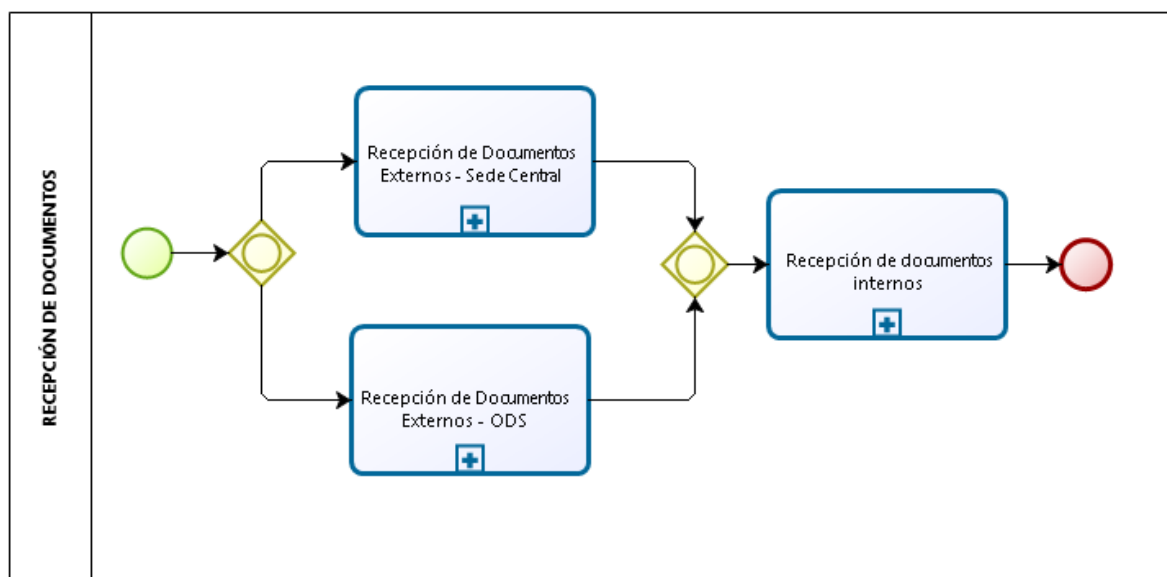 RECEPCIÓN DE DOCUMENTOS
Recepción de Documentos
Externos - Sede Central
Recepción de Documentos
Externos - ODS
Recepción de documentos
internos